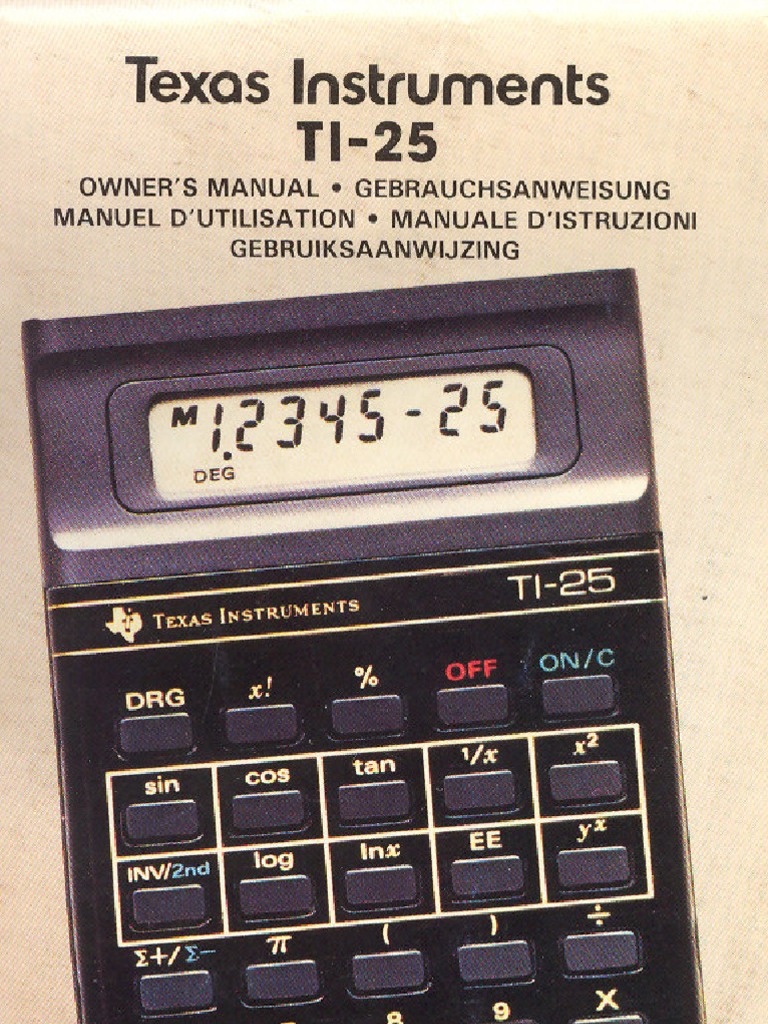 Texas Instruments
TI-25
OWNER'S MANUAL • GEBRAUCHSANWEISUNG
MANUEL D'UTILISATION • MANUALE D'ISTRUZIONI
GEBRUIKSAANWIJZING
M 1.2345 - 25
DEG
TEXAS INSTRUMENTS TI-25
DRG x! % OFF ON/C
sin cos tan 1/x x²
INV/2nd log lnx EE yˣ
Σ+/Σ− π ( ) ÷
8 9 X